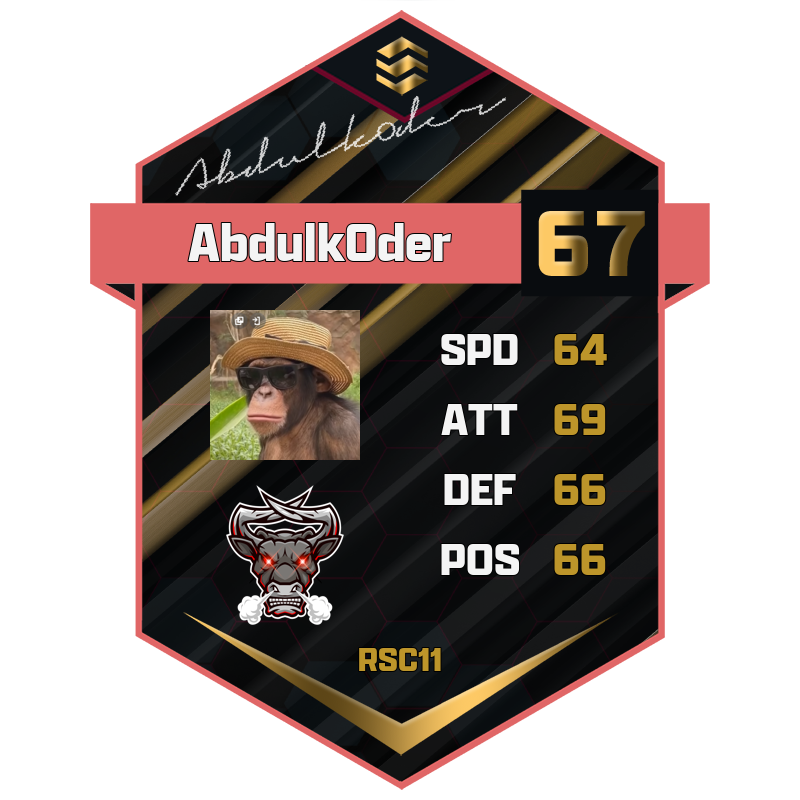 Abdulkoder
AbdulkOder
67
SPD 64
ATT 69
DEF 66
POS 66
RSC11